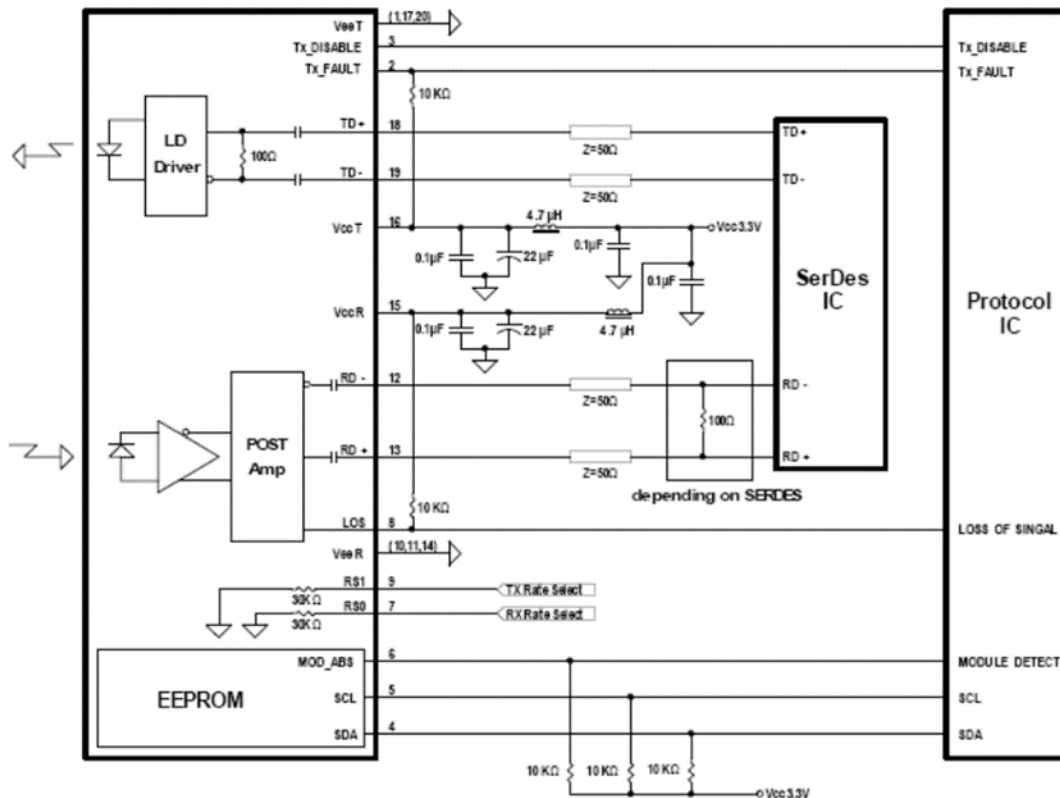 VeeT (1,17,20)
Tx_DISABLE 3 Tx_DISABLE
Tx_FAULT 2 Tx_FAULT
10 KΩ
LD Driver
100Ω
TD+ 18 Z=50Ω TD+
TD- 19 Z=50Ω TD-
VccT 16 4.7 µH Vcc3.3V
0.1µF 22 µF 0.1µF 0.1µF
SerDes IC
Protocol IC
VccR 15 4.7 µH
0.1µF 22 µF
RD - 12 Z=50Ω RD -
100Ω
POST Amp
RD + 13 Z=50Ω RD +
depending on SERDES
10 KΩ
LOS 8 LOSS OF SINGAL
VeeR (10,11,14)
RS1 9 TX Rate Select
30KΩ
RS0 7 RX Rate Select
30KΩ
MOD_ABS 6 MODULE DETECT
EEPROM
SCL 5 SCL
SDA 4 SDA
10 KΩ 10 KΩ 10 KΩ
Vcc3.3V